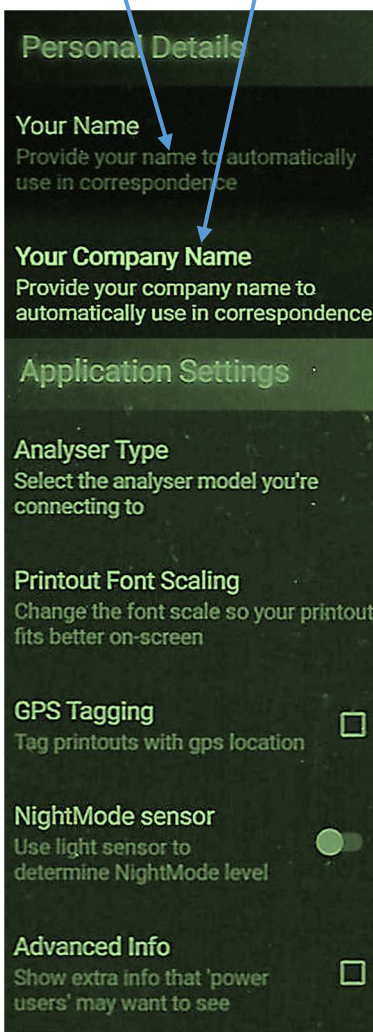 Personal Details
Your Name
Provide your name to automatically
use in correspondence
Your Company Name
Provide your company name to
automatically use in correspondence
Application Settings
Analyser Type
Select the analyser model you're
connecting to
Printout Font Scaling
Change the font scale so your printout
fits better on-screen
GPS Tagging
Tag printouts with gps location
NightMode sensor
Use light sensor to
determine NightMode level
Advanced Info
Show extra info that 'power
users' may want to see